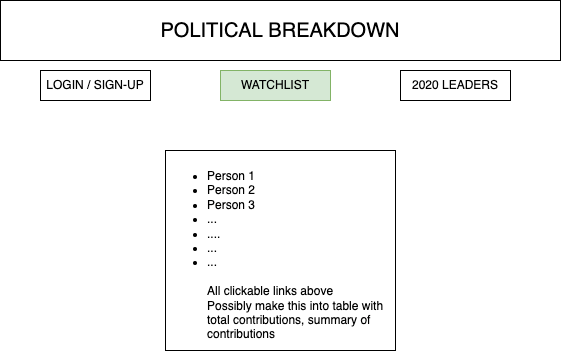 POLITICAL BREAKDOWN
LOGIN / SIGN-UP
WATCHLIST
2020 LEADERS
• Person 1
• Person 2
• Person 3
• ...
• ....
• ...
• ...
All clickable links above
Possibly make this into table with
total contributions, summary of
contributions